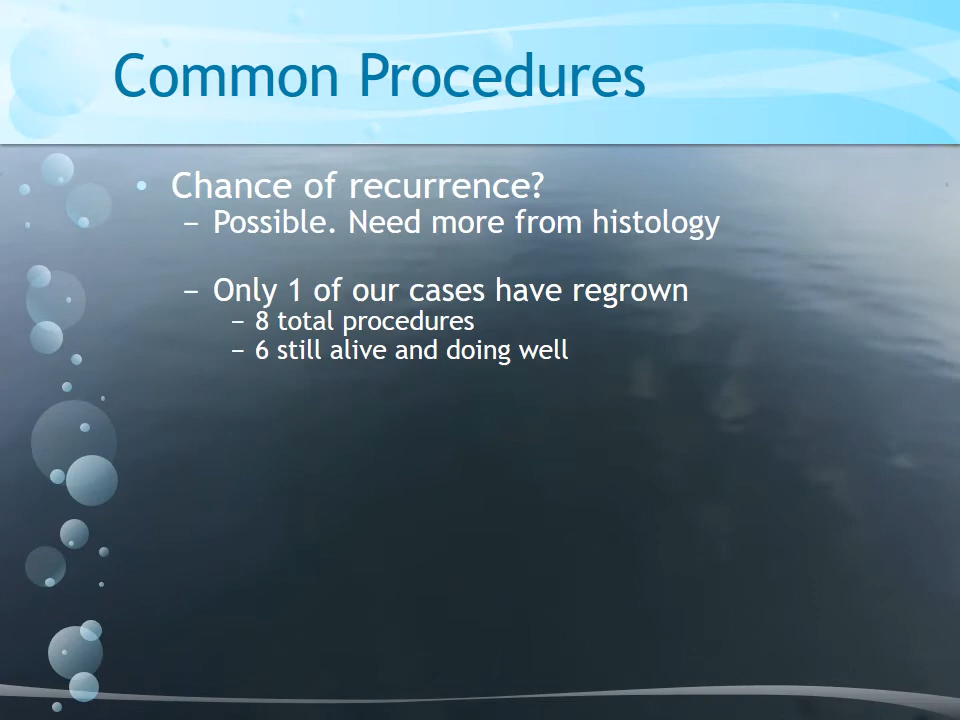 Common Procedures
• Chance of recurrence?
– Possible. Need more from histology
– Only 1 of our cases have regrown
– 8 total procedures
– 6 still alive and doing well